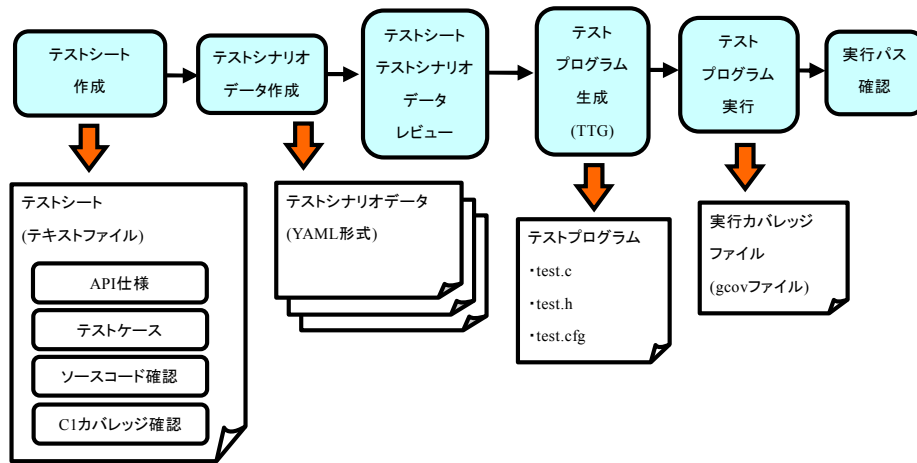 テストシート
作成
テストシナリオ
データ作成
テストシート
テストシナリオ
データ
レビュー
テスト
プログラム
生成
(TTG)
テスト
プログラム
実行
実行パス
確認
テストシート
(テキストファイル)
API仕様
テストケース
ソースコード確認
C1カバレッジ確認
テストシナリオデータ
(YAML形式)
テストプログラム
・test.c
・test.h
・test.cfg
実行カバレッジ
ファイル
(gcovファイル)